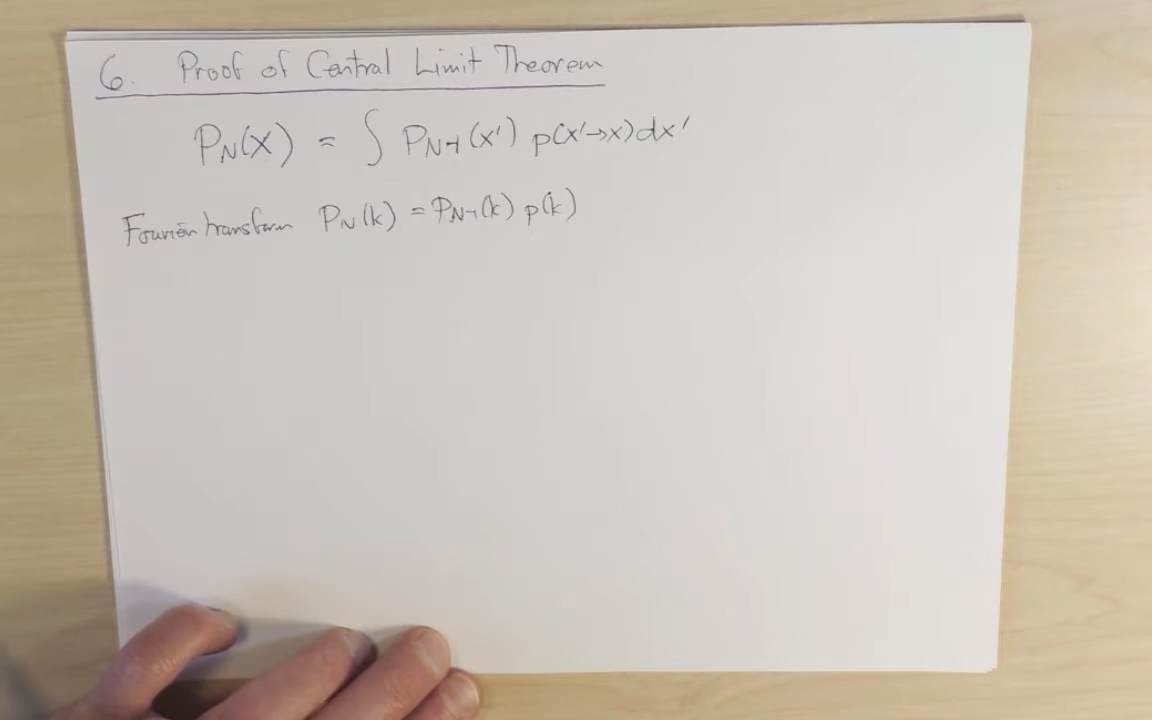 6. Proof of Central Limit Theorem
P_N(x) = ∫ P_{N-1}(x') p(x'→x)dx'
Fourier transform P_N(k) = P_{N-1}(k) p(k)